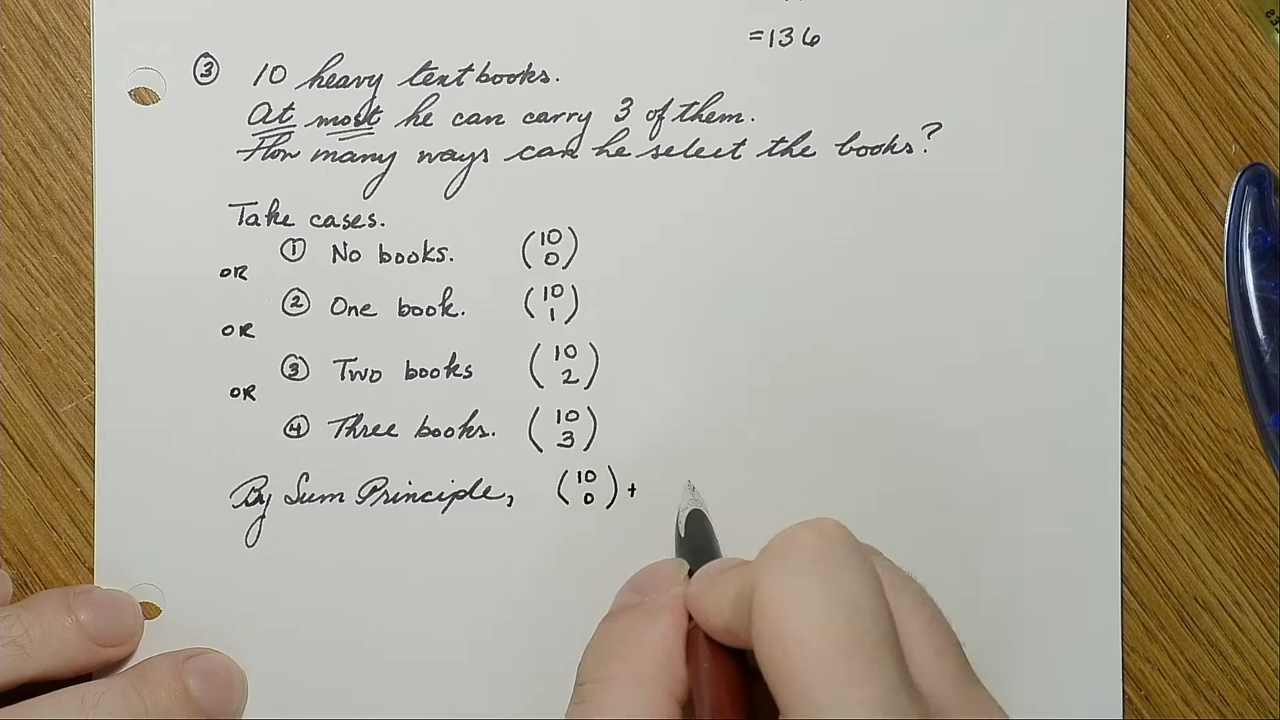 =136
③ 10 heavy textbooks.
At most he can carry 3 of them.
How many ways can he select the books?
Take cases.
① No books. (10 0)
OR
② One book. (10 1)
OR
③ Two books (10 2)
OR
④ Three books. (10 3)
By Sum Principle, (10 0) +